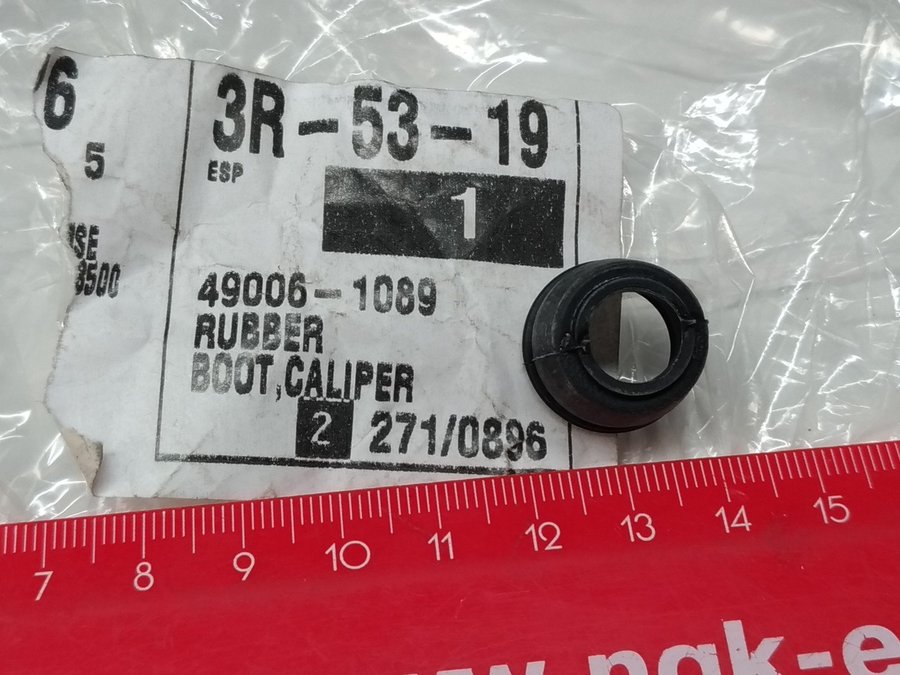 6
5
3500
3R-53-19
ESP
1
49006-1089
RUBBER
BOOT,CALIPER
2 271/0896
7 8 9 10 11 12 13 14 15
ngk-e